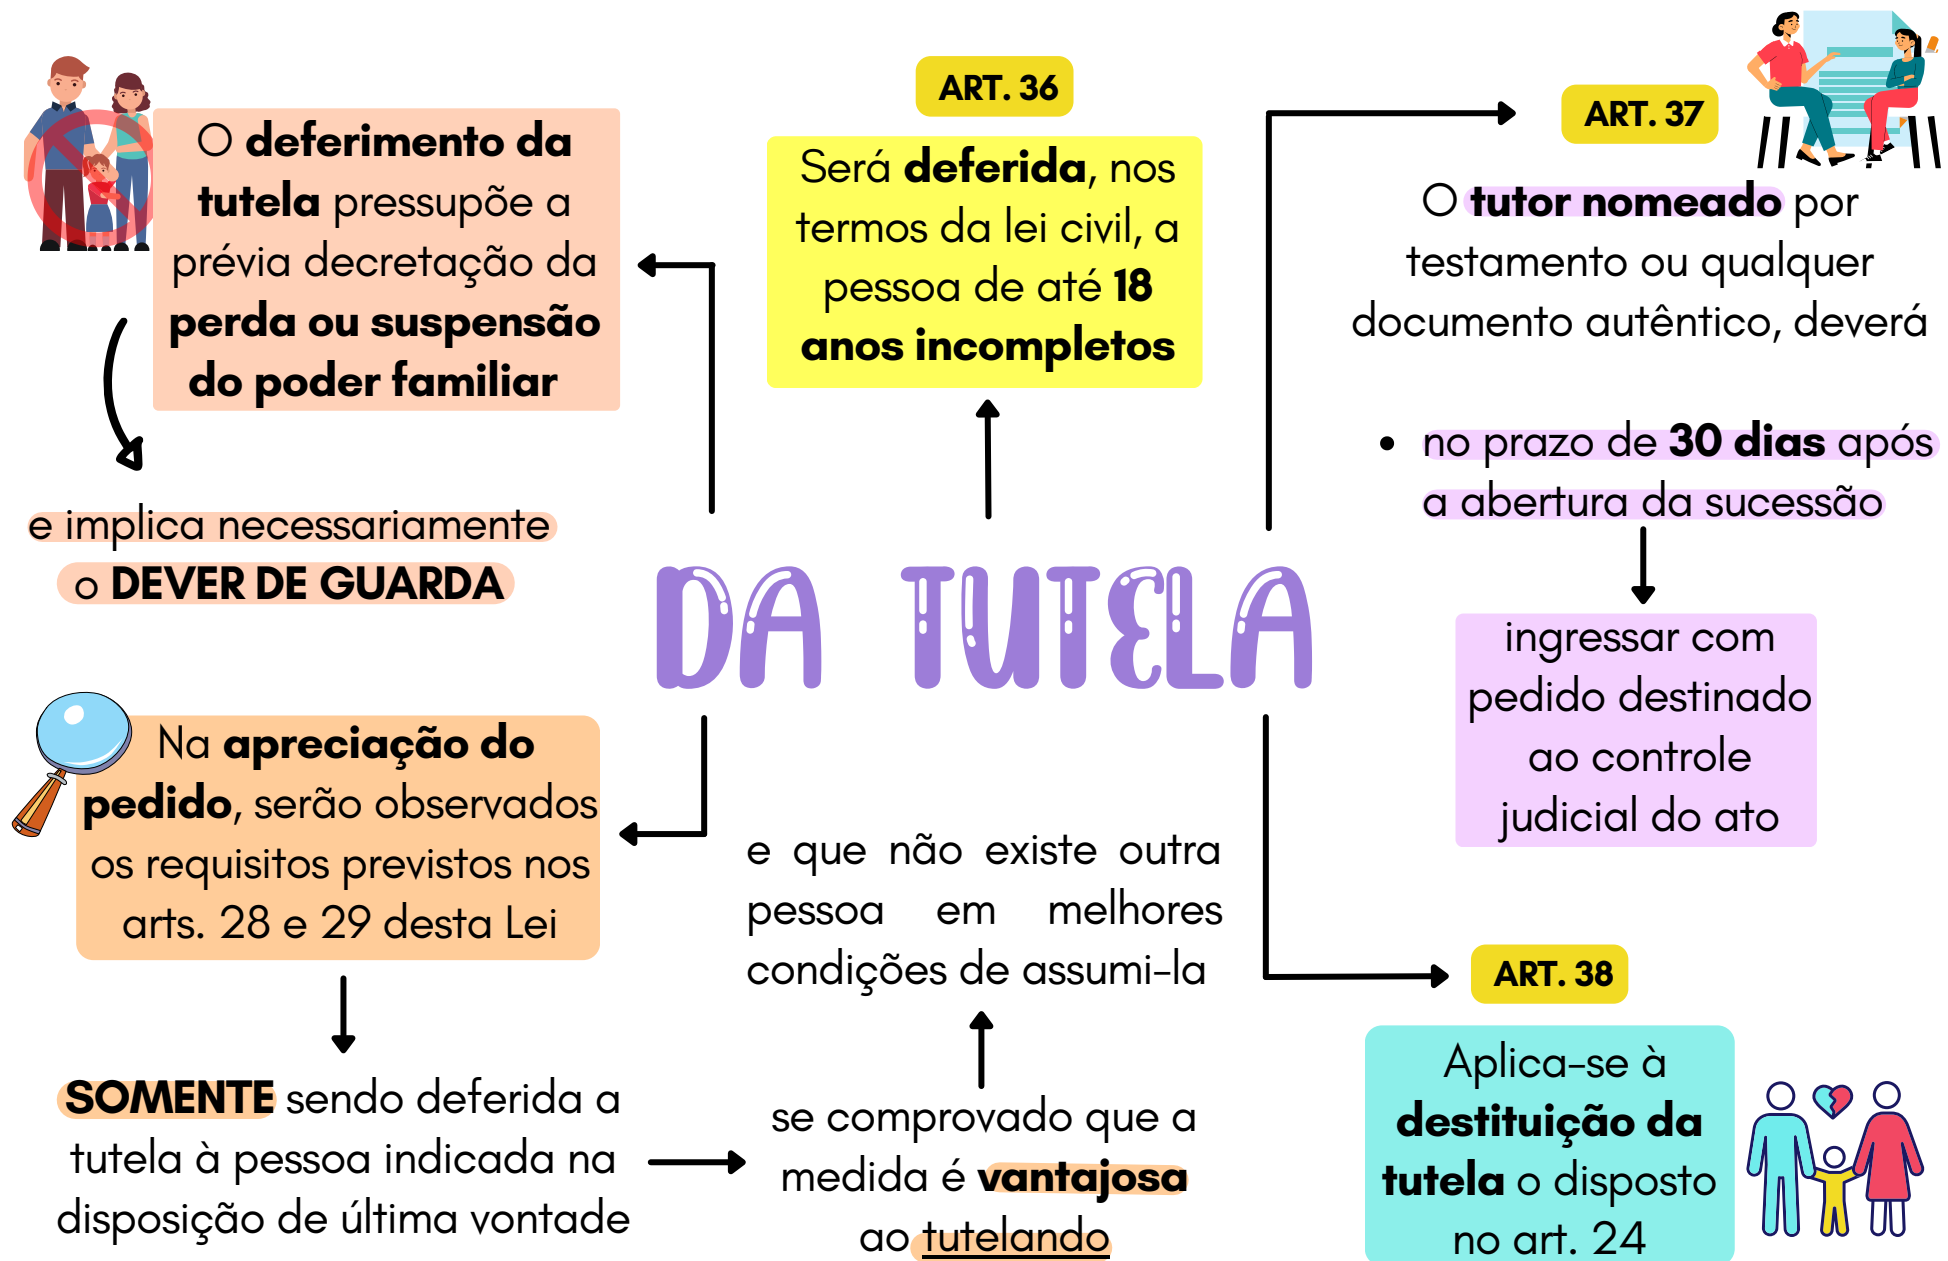 ART. 36
Será deferida, nos
termos da lei civil, a
pessoa de até 18
anos incompletos
O deferimento da
tutela pressupõe a
prévia decretação da
perda ou suspensão
do poder familiar
e implica necessariamente
o DEVER DE GUARDA
DA TUTELA
Na apreciação do
pedido, serão observados
os requisitos previstos nos
arts. 28 e 29 desta Lei
SOMENTE sendo deferida a
tutela à pessoa indicada na
disposição de última vontade
se comprovado que a
medida é vantajosa
ao tutelando
e que não existe outra
pessoa em melhores
condições de assumi-la
ART. 37
O tutor nomeado por
testamento ou qualquer
documento autêntico, deverá
• no prazo de 30 dias após
a abertura da sucessão
ingressar com
pedido destinado
ao controle
judicial do ato
ART. 38
Aplica-se à
destituição da
tutela o disposto
no art. 24